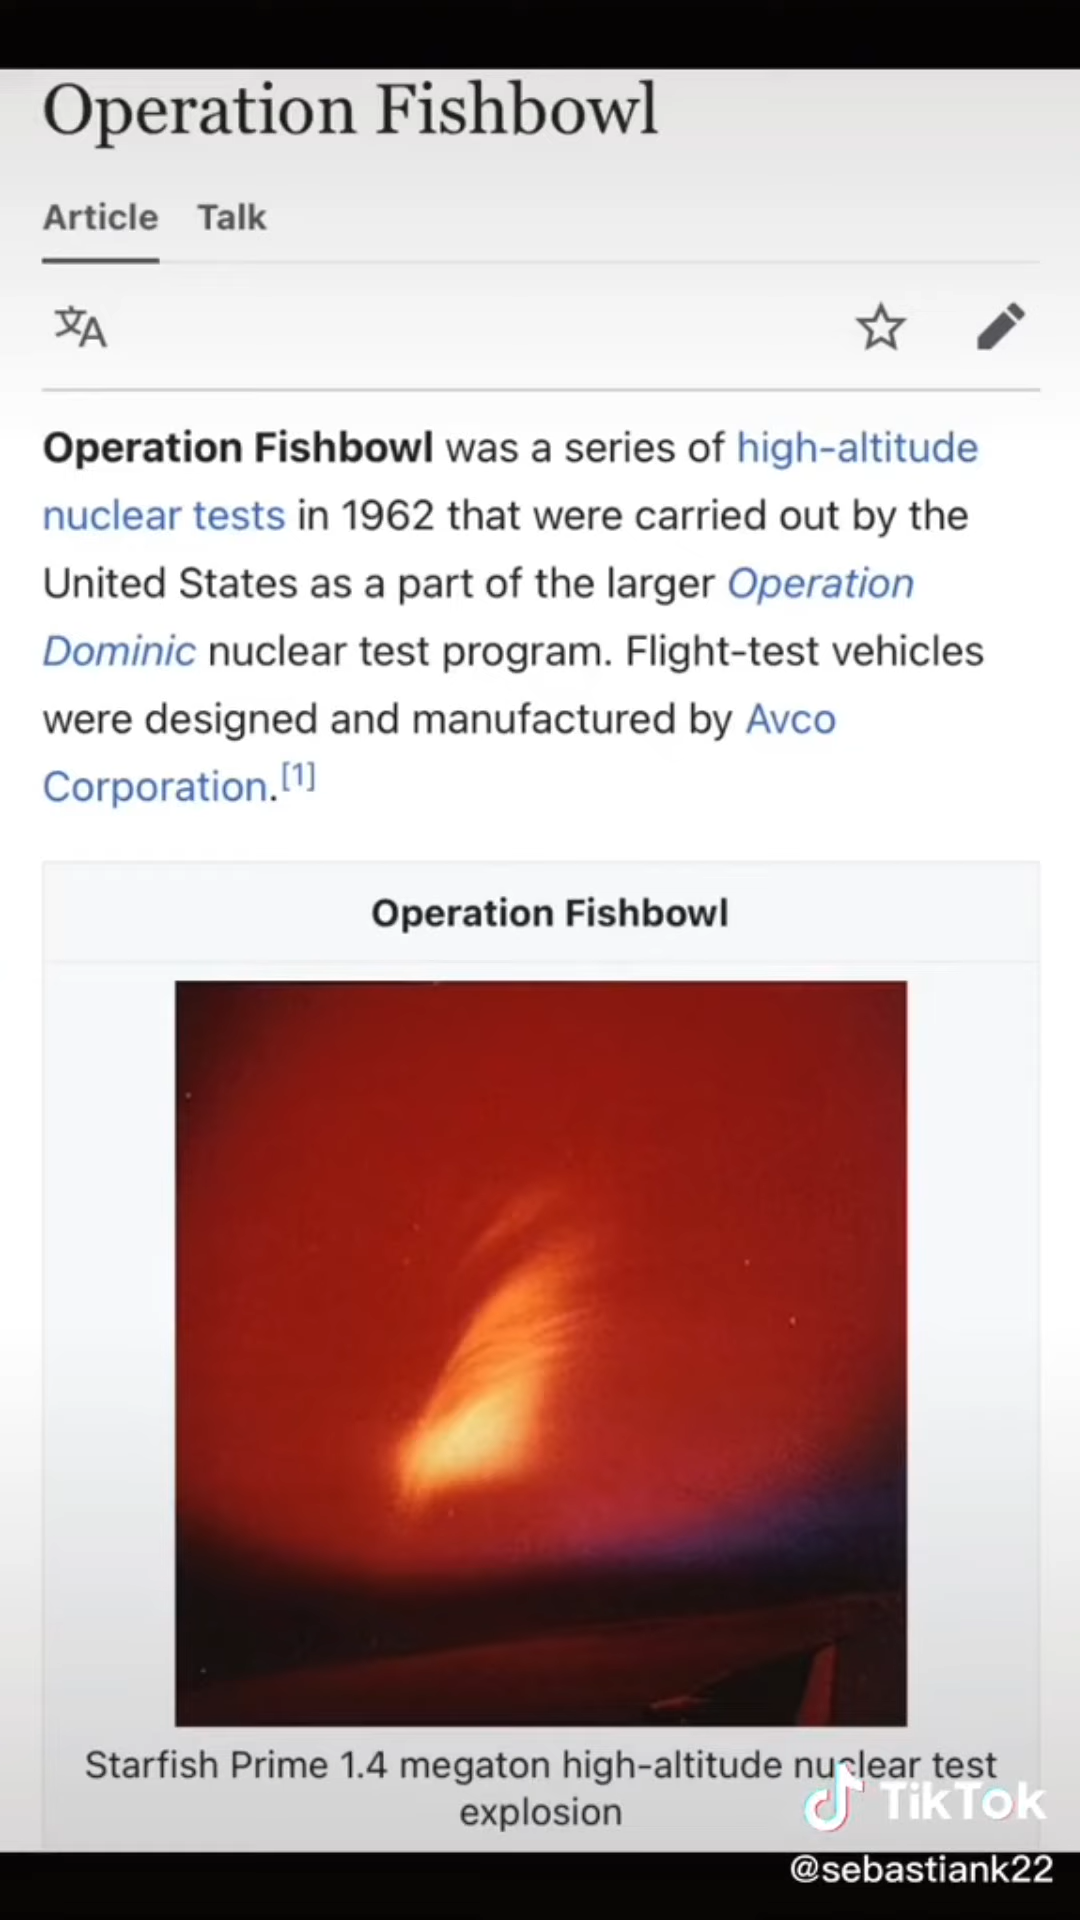 Operation Fishbowl
Article Talk
文A
Operation Fishbowl was a series of high-altitude
nuclear tests in 1962 that were carried out by the
United States as a part of the larger Operation
Dominic nuclear test program. Flight-test vehicles
were designed and manufactured by Avco
Corporation.[1]
Operation Fishbowl
Starfish Prime 1.4 megaton high-altitude nuclear test
explosion
TikTok
@sebastiank22